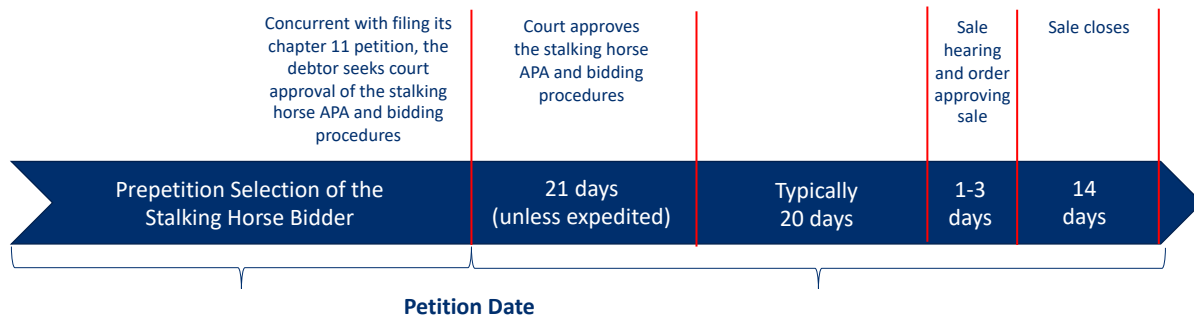 Concurrent with filing its
chapter 11 petition, the
debtor seeks court
approval of the stalking
horse APA and bidding
procedures
Court approves
the stalking horse
APA and bidding
procedures
Sale
hearing
and order
approving
sale
Sale closes
Prepetition Selection of the
Stalking Horse Bidder
21 days
(unless expedited)
Typically
20 days
1-3
days
14
days
Petition Date